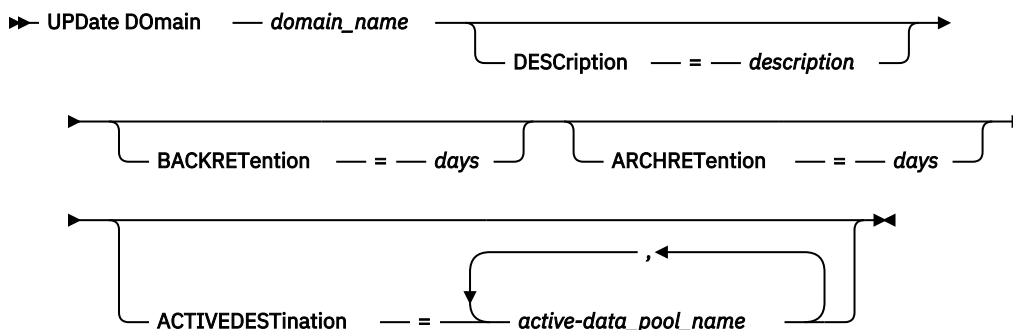 UPDate DOmain domain_name
DESCription = description
BACKRETention = days ARCHRETention = days
,
ACTIVEDESTination = active-data_pool_name